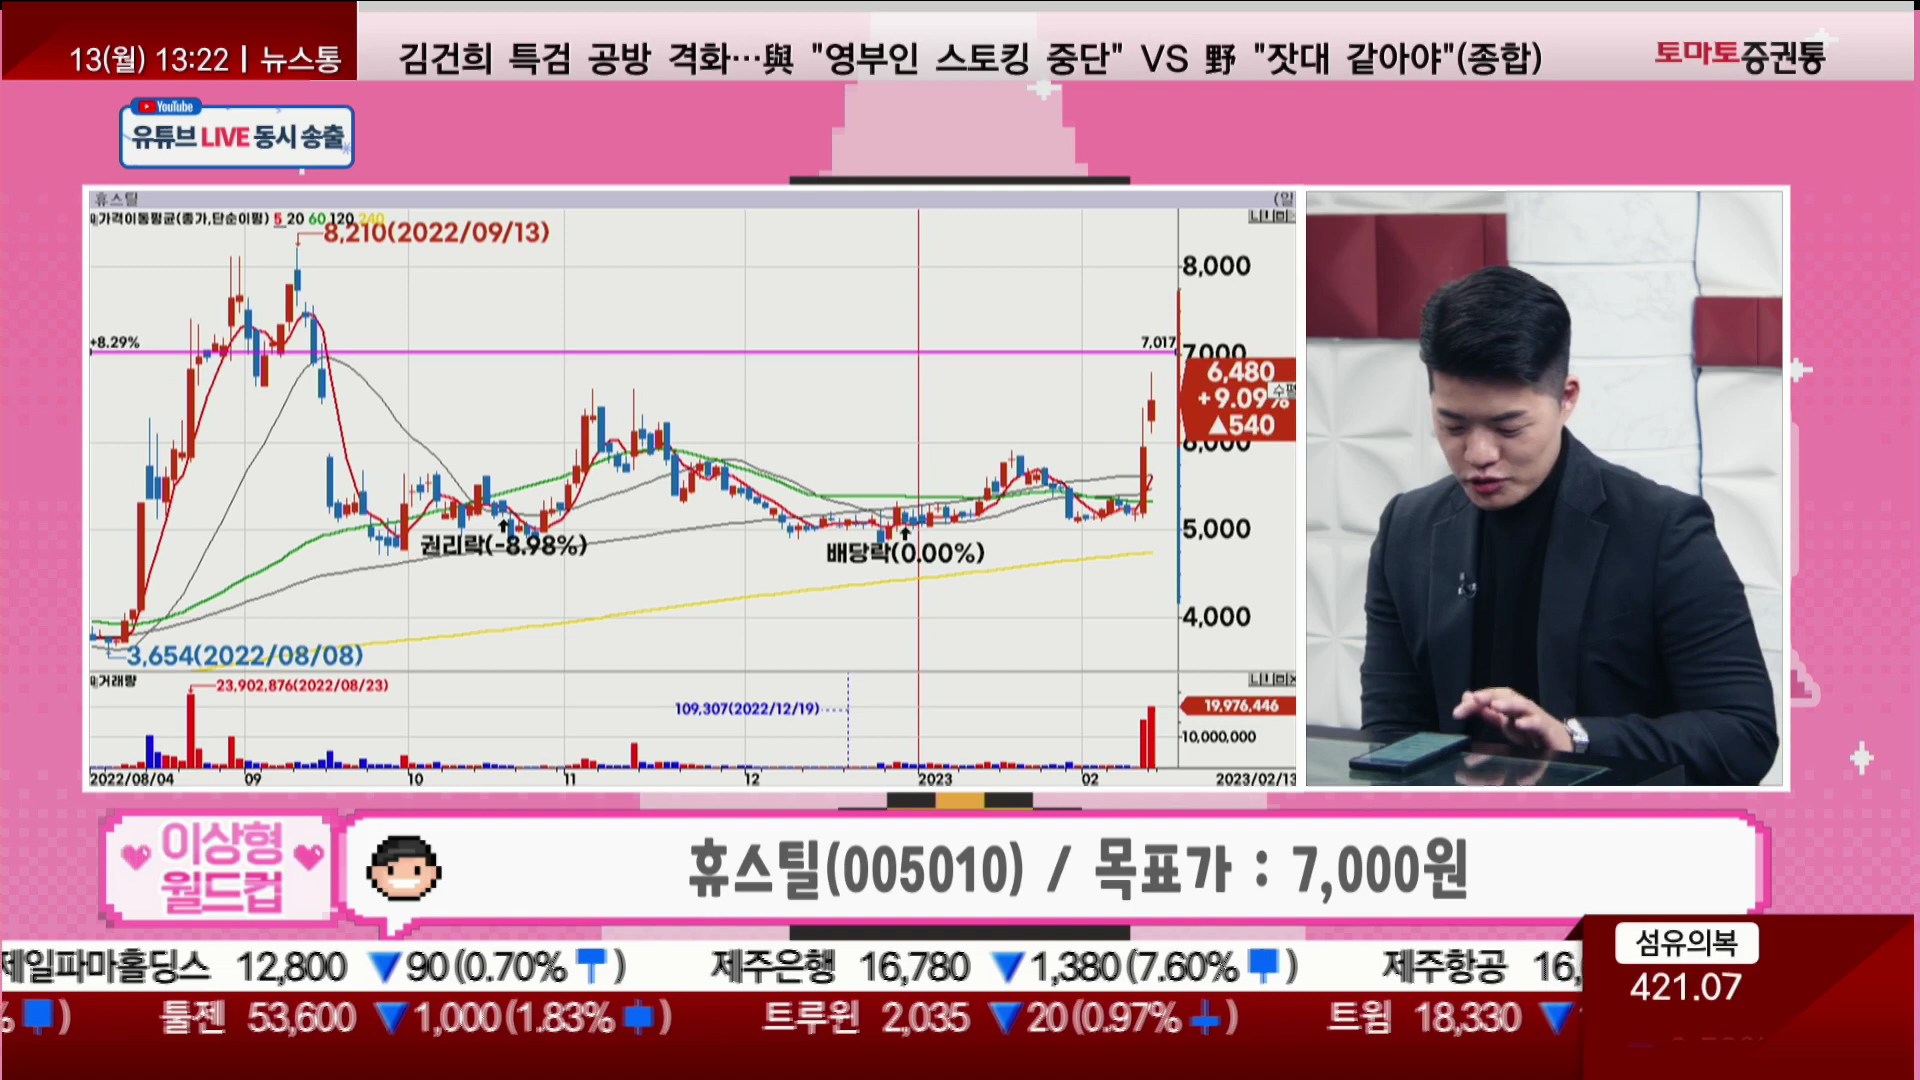 13(월) 13:22 | 뉴스통
김건희 특검 공방 격화…與 "영부인 스토킹 중단" VS 野 "잣대 같아야"(종합)
토마토증권통
YouTube
유튜브 LIVE 동시 송출
휴스틸
(일
가격이동평균(종가,단순이평) 5 20 60 120 240
8,210(2022/09/13)
8,000
+8.29%
7,017
7,000
6,480
+9.09%
수평
▲540
6,000
5,000
권리락(-8.98%)
배당락(0.00%)
4,000
3,654(2022/08/08)
거래량
23,902,876(2022/08/23)
109,307(2022/12/19)
19,976,446
10,000,000
2022/08/04 09 10 11 12 2023 02 2023/02/13
이상형
월드컵
휴스틸(005010) / 목표가 : 7,000원
제일파마홀딩스 12,800 ▼90(0.70% ) 제주은행 16,780 ▼1,380(7.60% ) 제주항공 16,
% ) 툴젠 53,600 ▼1,000(1.83% ) 트루윈 2,035 ▼20(0.97% ) 트윔 18,330 ▼
섬유의복
421.07